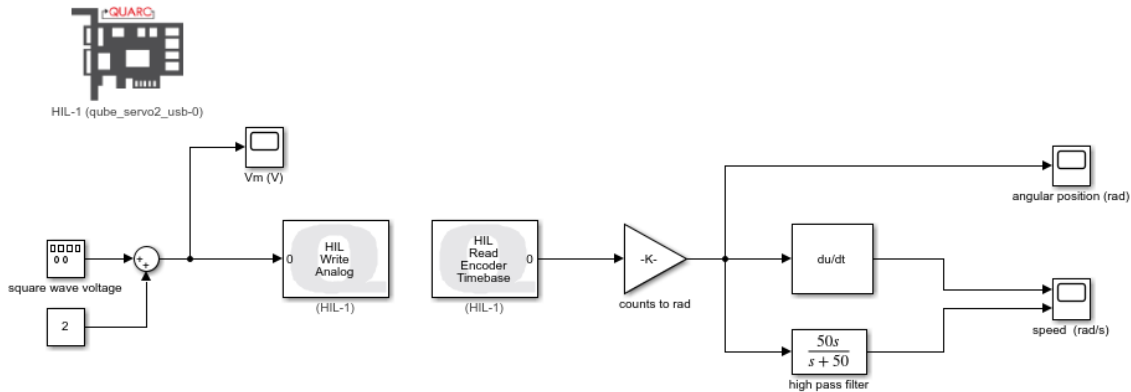 QUARC
HIL-1 (qube_servo2_usb-0)
Vm (V)
angular position (rad)
square wave voltage
+
+
0
HIL
Write
Analog
(HIL-1)
HIL
Read
Encoder
Timebase
0
(HIL-1)
-K-
counts to rad
du/dt
speed (rad/s)
2
50s
s + 50
high pass filter